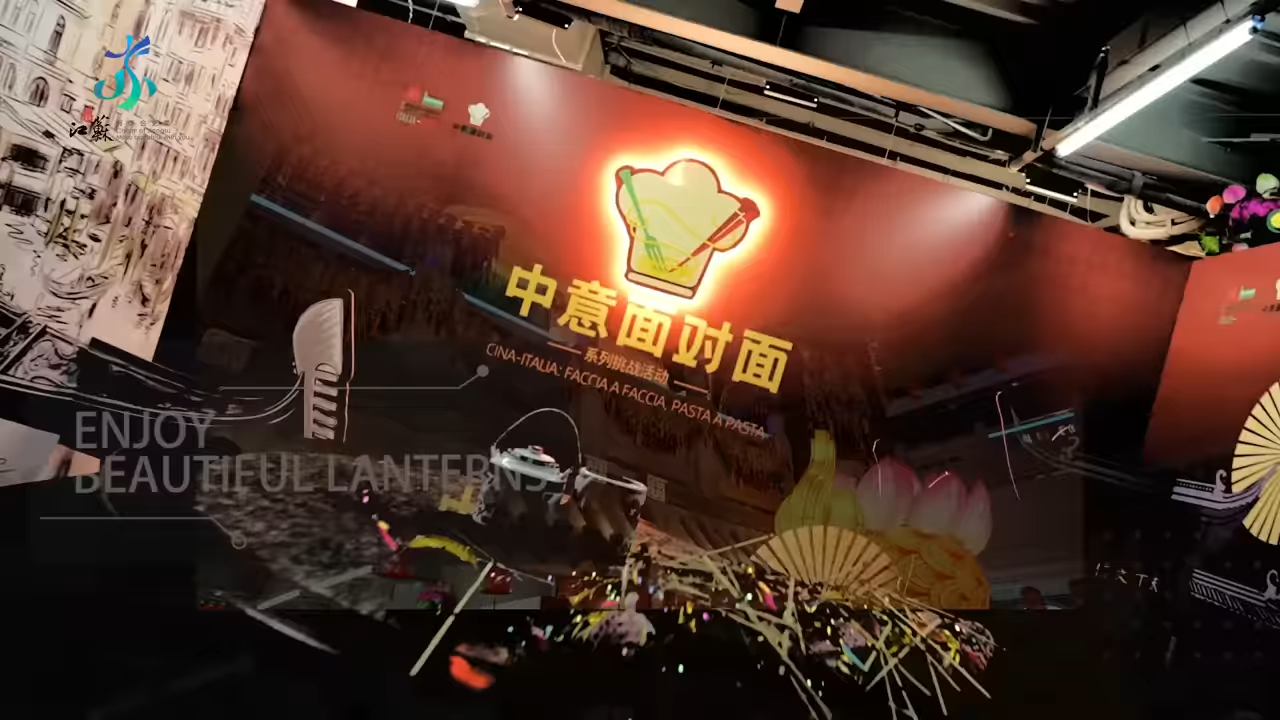 江蘇
中意面对面
系列挑战活动
CINA-ITALIA: FACCIA A FACCIA, PASTA A PASTA
ENJOY
BEAUTIFUL LANTERNS